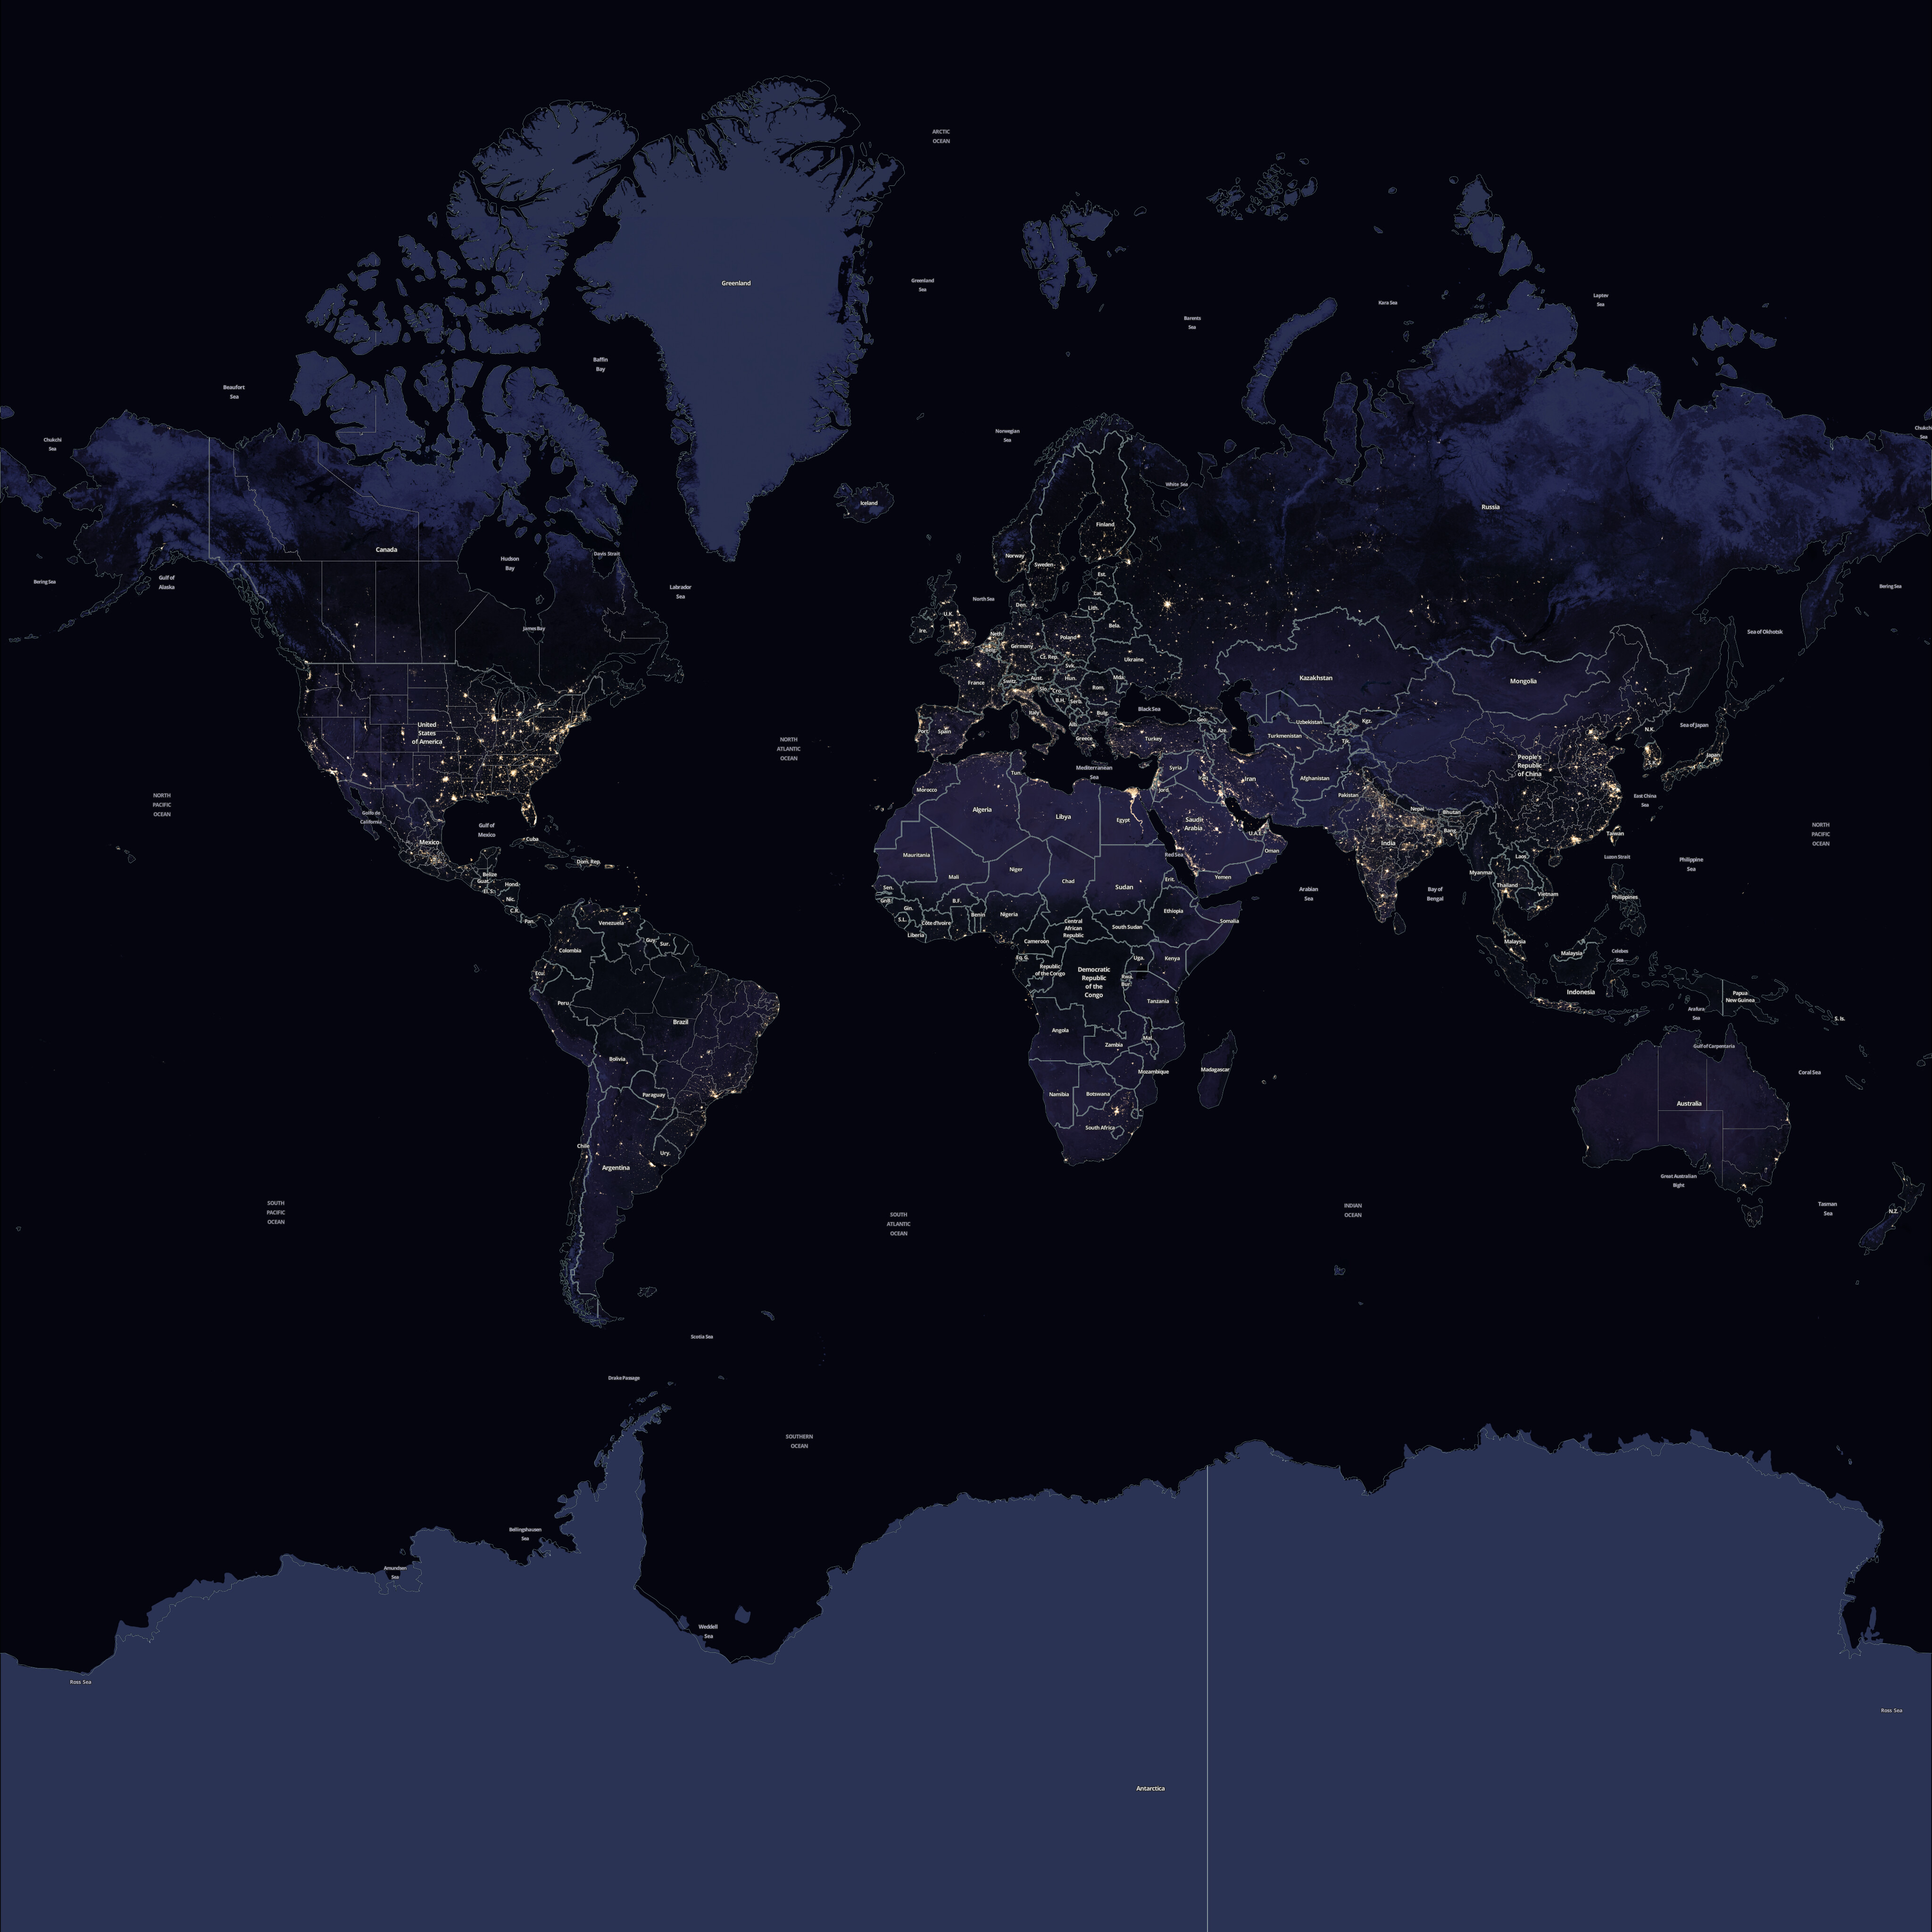 ARCTIC
OCEAN
Greenland
Greenland
Sea
Kara Sea
Laptev
Sea
Barents
Sea
Baffin
Bay
Beaufort
Sea
Chukchi
Sea
Chukchi
Sea
Norwegian
Sea
White Sea
Iceland
Russia
Finland
Canada
Hudson
Bay
Davis Strait
Norway
Sweden
Gulf of
Alaska
Bering Sea
Bering Sea
Labrador
Sea
Est.
Lat.
North Sea
Den.
Lith.
U.K.
Ire.
James Bay
Bela.
Sea of Okhotsk
Neth.
Poland
Germany
Cz. Rep.
Ukraine
Svk.
France
Switz.
Aust.
Hun.
Mda.
Kazakhstan
Mongolia
Slo.
Cro.
Rom.
B.H.
Serb.
Black Sea
Bulg.
Ita.
Alb.
Port.
Spain
Greece
Turkey
Geo.
Aze.
Uzbekistan
Kgz.
Turkmenistan
Tjk.
Sea of Japan
N.K.
Japan
United
States
of America
NORTH
ATLANTIC
OCEAN
Tun.
Mediterranean
Sea
Syria
Iraq
Iran
Afghanistan
People's
Republic
of China
Morocco
Jord.
Pakistan
NORTH
PACIFIC
OCEAN
Golfo de
California
Gulf of
Mexico
Algeria
Libya
Egypt
Saudi
Arabia
Nepal
Bhutan
East China
Sea
Cuba
Mexico
U.A.E.
Bang.
Taiwan
NORTH
PACIFIC
OCEAN
India
Oman
Mauritania
Red Sea
Laos
Luzon Strait
Philippine
Sea
Dom. Rep.
Belize
Guat.
Hond.
El S.
Mali
Niger
Chad
Sudan
Erit.
Yemen
Myanmar
Sen.
Arabian
Sea
Bay of
Bengal
Thailand
Vietnam
Philippines
Nic.
GnB.
Gin.
B.F.
C.R.
Pan.
Benin
Nigeria
Ethiopia
S.L.
Côte d'Ivoire
Liberia
Central
African
Republic
South Sudan
Somalia
Venezuela
Guy.
Sur.
Colombia
Cameroon
Malaysia
Malaysia
Celebes
Sea
Eq. G.
Republic
of the Congo
Uga.
Kenya
Ecu.
Democratic
Republic
of the
Congo
Rwa.
Bur.
Indonesia
Papua
New Guinea
Peru
Tanzania
Arafura
Sea
S. Is.
Brazil
Angola
Zambia
Mal.
Gulf of Carpentaria
Bolivia
Mozambique
Madagascar
Coral Sea
Paraguay
Namibia
Botswana
Australia
South Africa
Chile
Ury.
Argentina
Great Australian
Bight
SOUTH
PACIFIC
OCEAN
SOUTH
ATLANTIC
OCEAN
INDIAN
OCEAN
Tasman
Sea
N.Z.
Scotia Sea
Drake Passage
SOUTHERN
OCEAN
Bellingshausen
Sea
Amundsen
Sea
Weddell
Sea
Ross Sea
Ross Sea
Antarctica